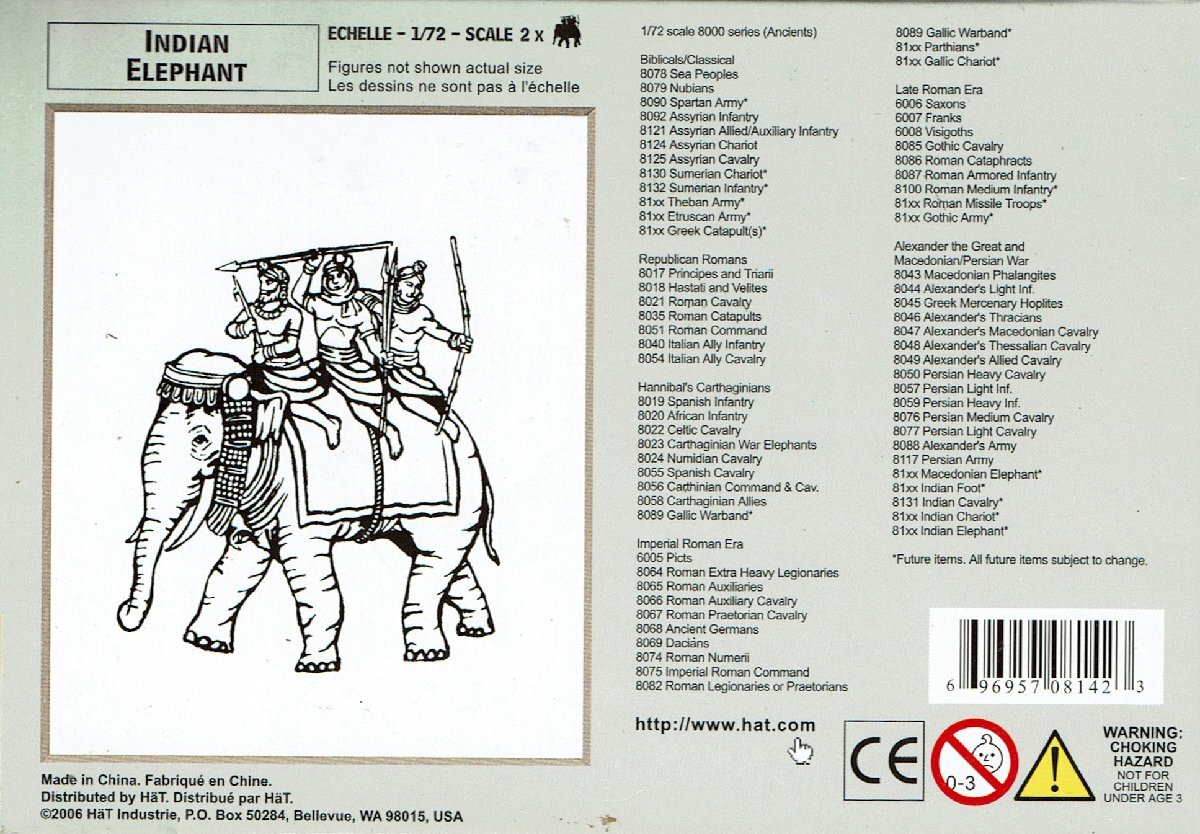 INDIAN
ELEPHANT
ECHELLE - 1/72 - SCALE 2 x
Figures not shown actual size
Les dessins ne sont pas à l'échelle
Made in China. Fabriqué en Chine.
Distributed by HäT. Distribué par HäT.
©2006 HäT Industrie, P.O. Box 50284, Bellevue, WA 98015, USA
1/72 scale 8000 series (Ancients)
Biblicals/Classical
8078 Sea Peoples
8079 Nubians
8090 Spartan Army*
8092 Assyrian Infantry
8121 Assyrian Allied/Auxiliary Infantry
8124 Assyrian Chariot
8125 Assyrian Cavalry
8130 Sumerian Chariot*
8132 Sumerian Infantry*
81xx Theban Army*
81xx Etruscan Army*
81xx Greek Catapult(s)*
Republican Romans
8017 Principes and Triarii
8018 Hastati and Velites
8021 Roman Cavalry
8035 Roman Catapults
8051 Roman Command
8040 Italian Ally Infantry
8054 Italian Ally Cavalry
Hannibal's Carthaginians
8019 Spanish Infantry
8020 African Infantry
8022 Celtic Cavalry
8023 Carthaginian War Elephants
8024 Numidian Cavalry
8055 Spanish Cavalry
8056 Carthinian Command & Cav.
8058 Carthaginian Allies
8089 Gallic Warband*
Imperial Roman Era
6005 Picts
8064 Roman Extra Heavy Legionaries
8065 Roman Auxiliaries
8066 Roman Auxiliary Cavalry
8067 Roman Praetorian Cavalry
8068 Ancient Germans
8069 Dacians
8074 Roman Numerii
8075 Imperial Roman Command
8082 Roman Legionaries or Praetorians
8089 Gallic Warband*
81xx Parthians*
81xx Gallic Chariot*
Late Roman Era
6006 Saxons
6007 Franks
6008 Visigoths
8085 Gothic Cavalry
8086 Roman Cataphracts
8087 Roman Armored Infantry
8100 Roman Medium Infantry*
81xx Roman Missile Troops*
81xx Gothic Army*
Alexander the Great and
Macedonian/Persian War
8043 Macedonian Phalangites
8044 Alexander's Light Inf.
8045 Greek Mercenary Hoplites
8046 Alexander's Thracians
8047 Alexander's Macedonian Cavalry
8048 Alexander's Thessalian Cavalry
8049 Alexander's Allied Cavalry
8050 Persian Heavy Cavalry
8057 Persian Light Inf.
8059 Persian Heavy Inf.
8076 Persian Medium Cavalry
8077 Persian Light Cavalry
8088 Alexander's Army
8117 Persian Army
81xx Macedonian Elephant*
81xx Indian Foot*
8131 Indian Cavalry*
81xx Indian Chariot*
81xx Indian Elephant*
*Future items. All future items subject to change.
6 96957 08142 3
http://www.hat.com
CE
0-3
WARNING:
CHOKING
HAZARD
NOT FOR
CHILDREN
UNDER AGE 3